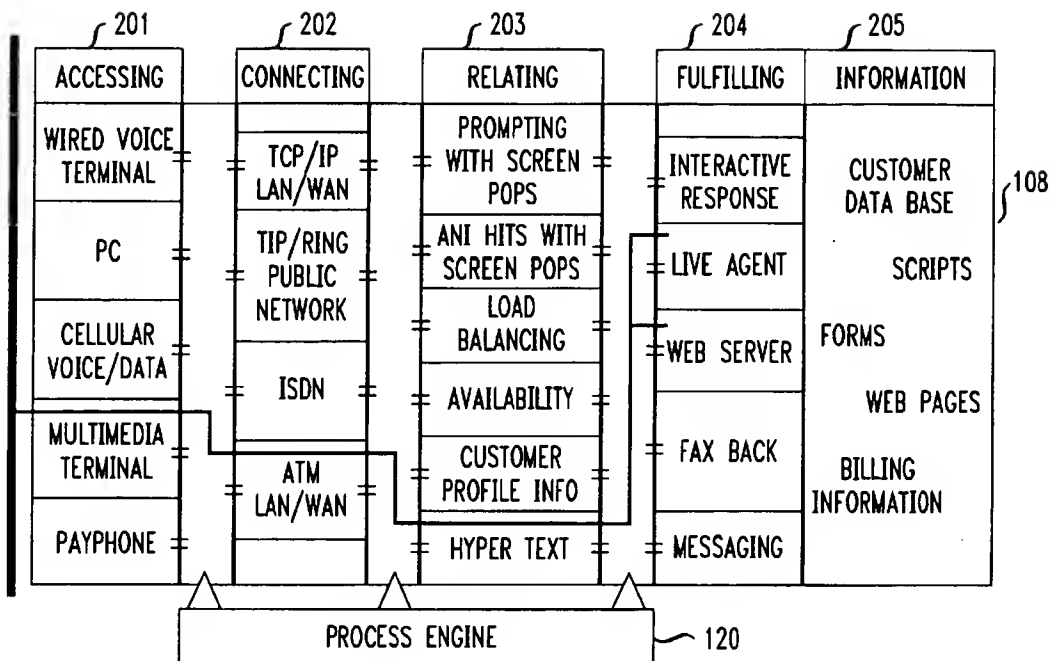 201
202
203
204
205
ACCESSING
CONNECTING
RELATING
FULFILLING
INFORMATION
WIRED VOICE
TERMINAL
PC
CELLULAR
VOICE/DATA
MULTIMEDIA
TERMINAL
PAYPHONE
TCP/IP
LAN/WAN
TIP/RING
PUBLIC
NETWORK
ISDN
ATM
LAN/WAN
PROMPTING
WITH SCREEN
POPS
ANI HITS WITH
SCREEN POPS
LOAD
BALANCING
AVAILABILITY
CUSTOMER
PROFILE INFO
HYPER TEXT
INTERACTIVE
RESPONSE
LIVE AGENT
WEB SERVER
FAX BACK
MESSAGING
CUSTOMER
DATA BASE
SCRIPTS
FORMS
WEB PAGES
BILLING
INFORMATION
108
PROCESS ENGINE
120